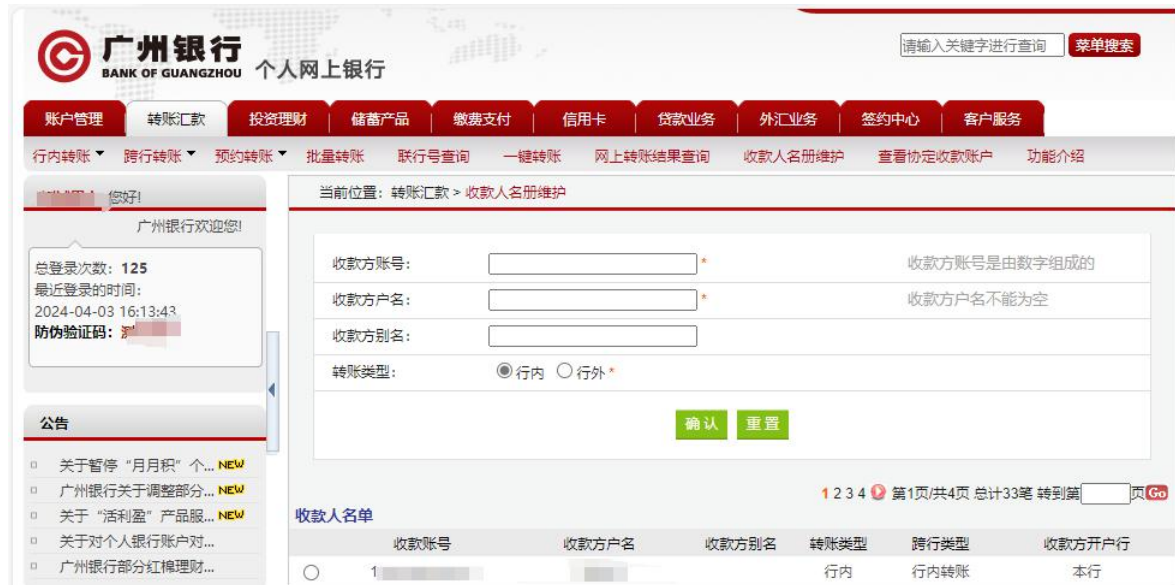 广州银行
BANK OF GUANGZHOU
个人网上银行
请输入关键字进行查询 菜单搜索
账户管理 转账汇款 投资理财 储蓄产品 缴费支付 信用卡 贷款业务 外汇业务 签约中心 客户服务
行内转账 跨行转账 预约转账 批量转账 联行号查询 一键转账 网上转账结果查询 收款人名册维护 查看协定收款账户 功能介绍
您好!
广州银行欢迎您!
总登录次数: 125
最近登录的时间:
2024-04-03 16:13:43
防伪验证码:
公告
关于暂停“月月积”个... NEW
广州银行关于调整部分... NEW
关于“活利盈”产品服... NEW
关于对个人银行账户对...
广州银行部分红棉理财...
当前位置: 转账汇款 > 收款人名册维护
收款方账号: * 收款方账号是由数字组成的
收款方户名: * 收款方户名不能为空
收款方别名:
转账类型: 行内 行外 *
确认 重置
1 2 3 4 第1页/共4页 总计33笔 转到第 页 Go
收款人名单
收款账号 收款方户名 收款方别名 转账类型 跨行类型 收款方开户行
1 行内 行内转账 本行